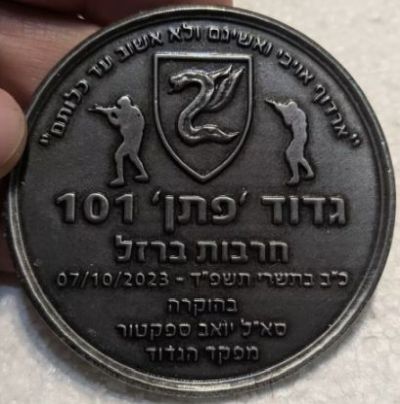 "ארדוף אויבי ואשיגם ולא אשוב עד כלותם"
גדוד 'פתן' 101
חרבות ברזל
כ"ב בתשרי תשפ"ד - 07/10/2023
בהוקרה
סא"ל יואב ספקטור
מפקד הגדוד